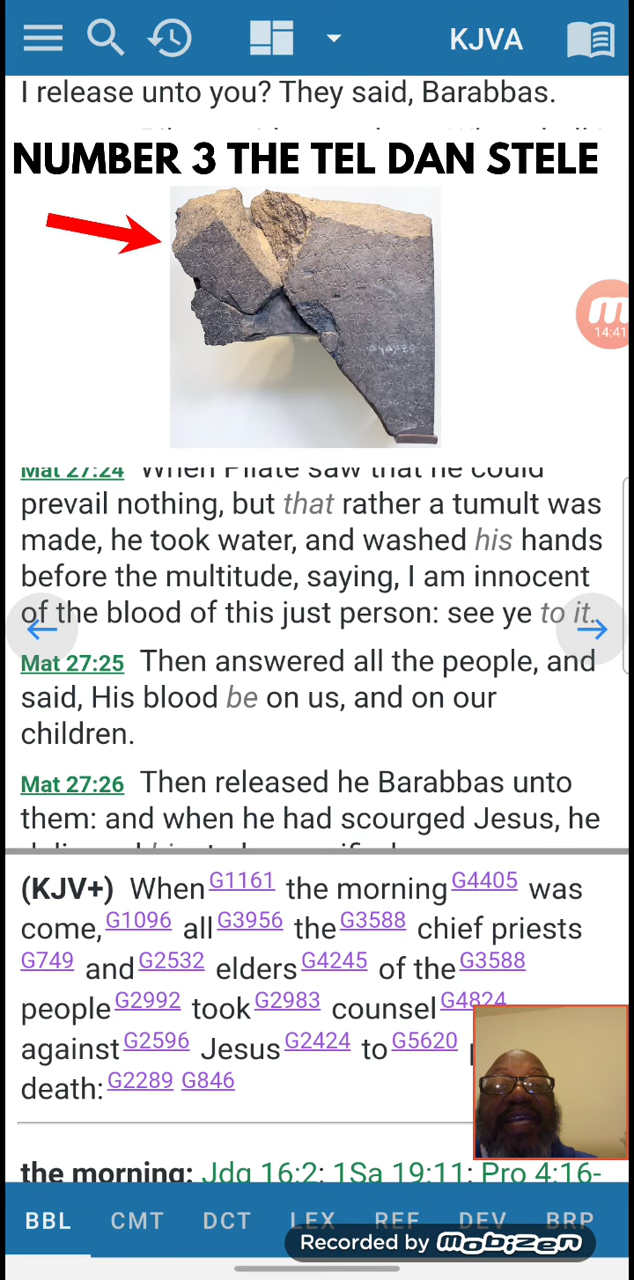 KJVA
I release unto you? They said, Barabbas.
NUMBER 3 THE TEL DAN STELE
14:41
Mat 27:24 When Pilate saw that he could
prevail nothing, but that rather a tumult was
made, he took water, and washed his hands
before the multitude, saying, I am innocent
of the blood of this just person: see ye to it.
Mat 27:25 Then answered all the people, and
said, His blood be on us, and on our
children.
Mat 27:26 Then released he Barabbas unto
them: and when he had scourged Jesus, he
(KJV+) When G1161 the morning G4405 was
come, G1096 all G3956 the G3588 chief priests
G749 and G2532 elders G4245 of the G3588
people G2992 took G2983 counsel G4824
against G2596 Jesus G2424 to G5620
death: G2289 G846
the morning: Jdg 16:2; 1Sa 19:11; Pro 4:16-
BBL CMT DCT LEX REF DEV BRP
Recorded by mobizen